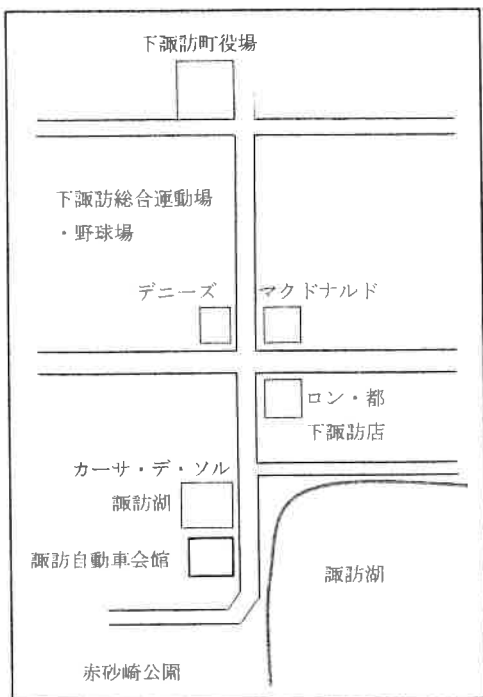 下諏訪町役場
下諏訪総合運動場
・野球場
デニーズ
マクドナルド
ロン・都
下諏訪店
カーサ・デ・ソル
諏訪湖
諏訪自動車会館
諏訪湖
赤砂崎公園